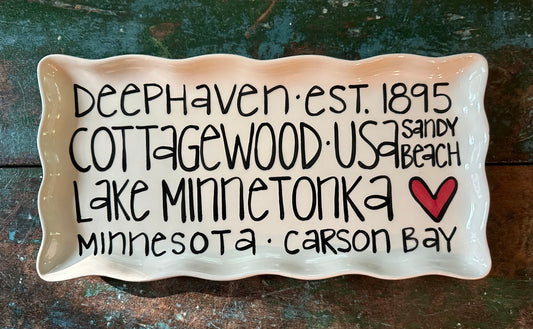 DEEPHaVEN · EST. 1895
COTTaGEWOOD · USa SaNDY BEaCH
LaKE MINNETONKa
MINNESOTa · CaRSON BaY